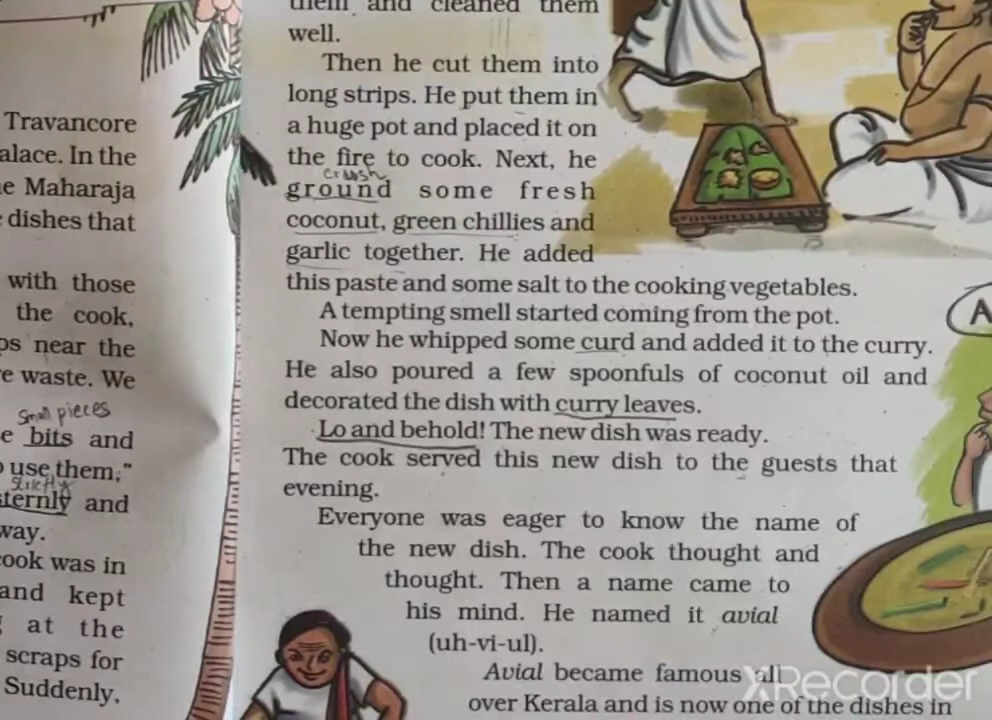 Travancore
alace. In the
e Maharaja
dishes that
with those
the cook,
ps near the
e waste. We
Small pieces
e bits and
use them;"
Strictly
sternly and
way.
cook was in
and kept
at the
scraps for
Suddenly,
them and cleaned them
well.
Then he cut them into
long strips. He put them in
a huge pot and placed it on
the fire to cook. Next, he
crush
ground some fresh
coconut, green chillies and
garlic together. He added
this paste and some salt to the cooking vegetables.
A tempting smell started coming from the pot.
Now he whipped some curd and added it to the curry.
He also poured a few spoonfuls of coconut oil and
decorated the dish with curry leaves.
Lo and behold! The new dish was ready.
The cook served this new dish to the guests that
evening.
Everyone was eager to know the name of
the new dish. The cook thought and
thought. Then a name came to
his mind. He named it avial
(uh-vi-ul).
Avial became famous all
over Kerala and is now one of the dishes in
A
XRecorder